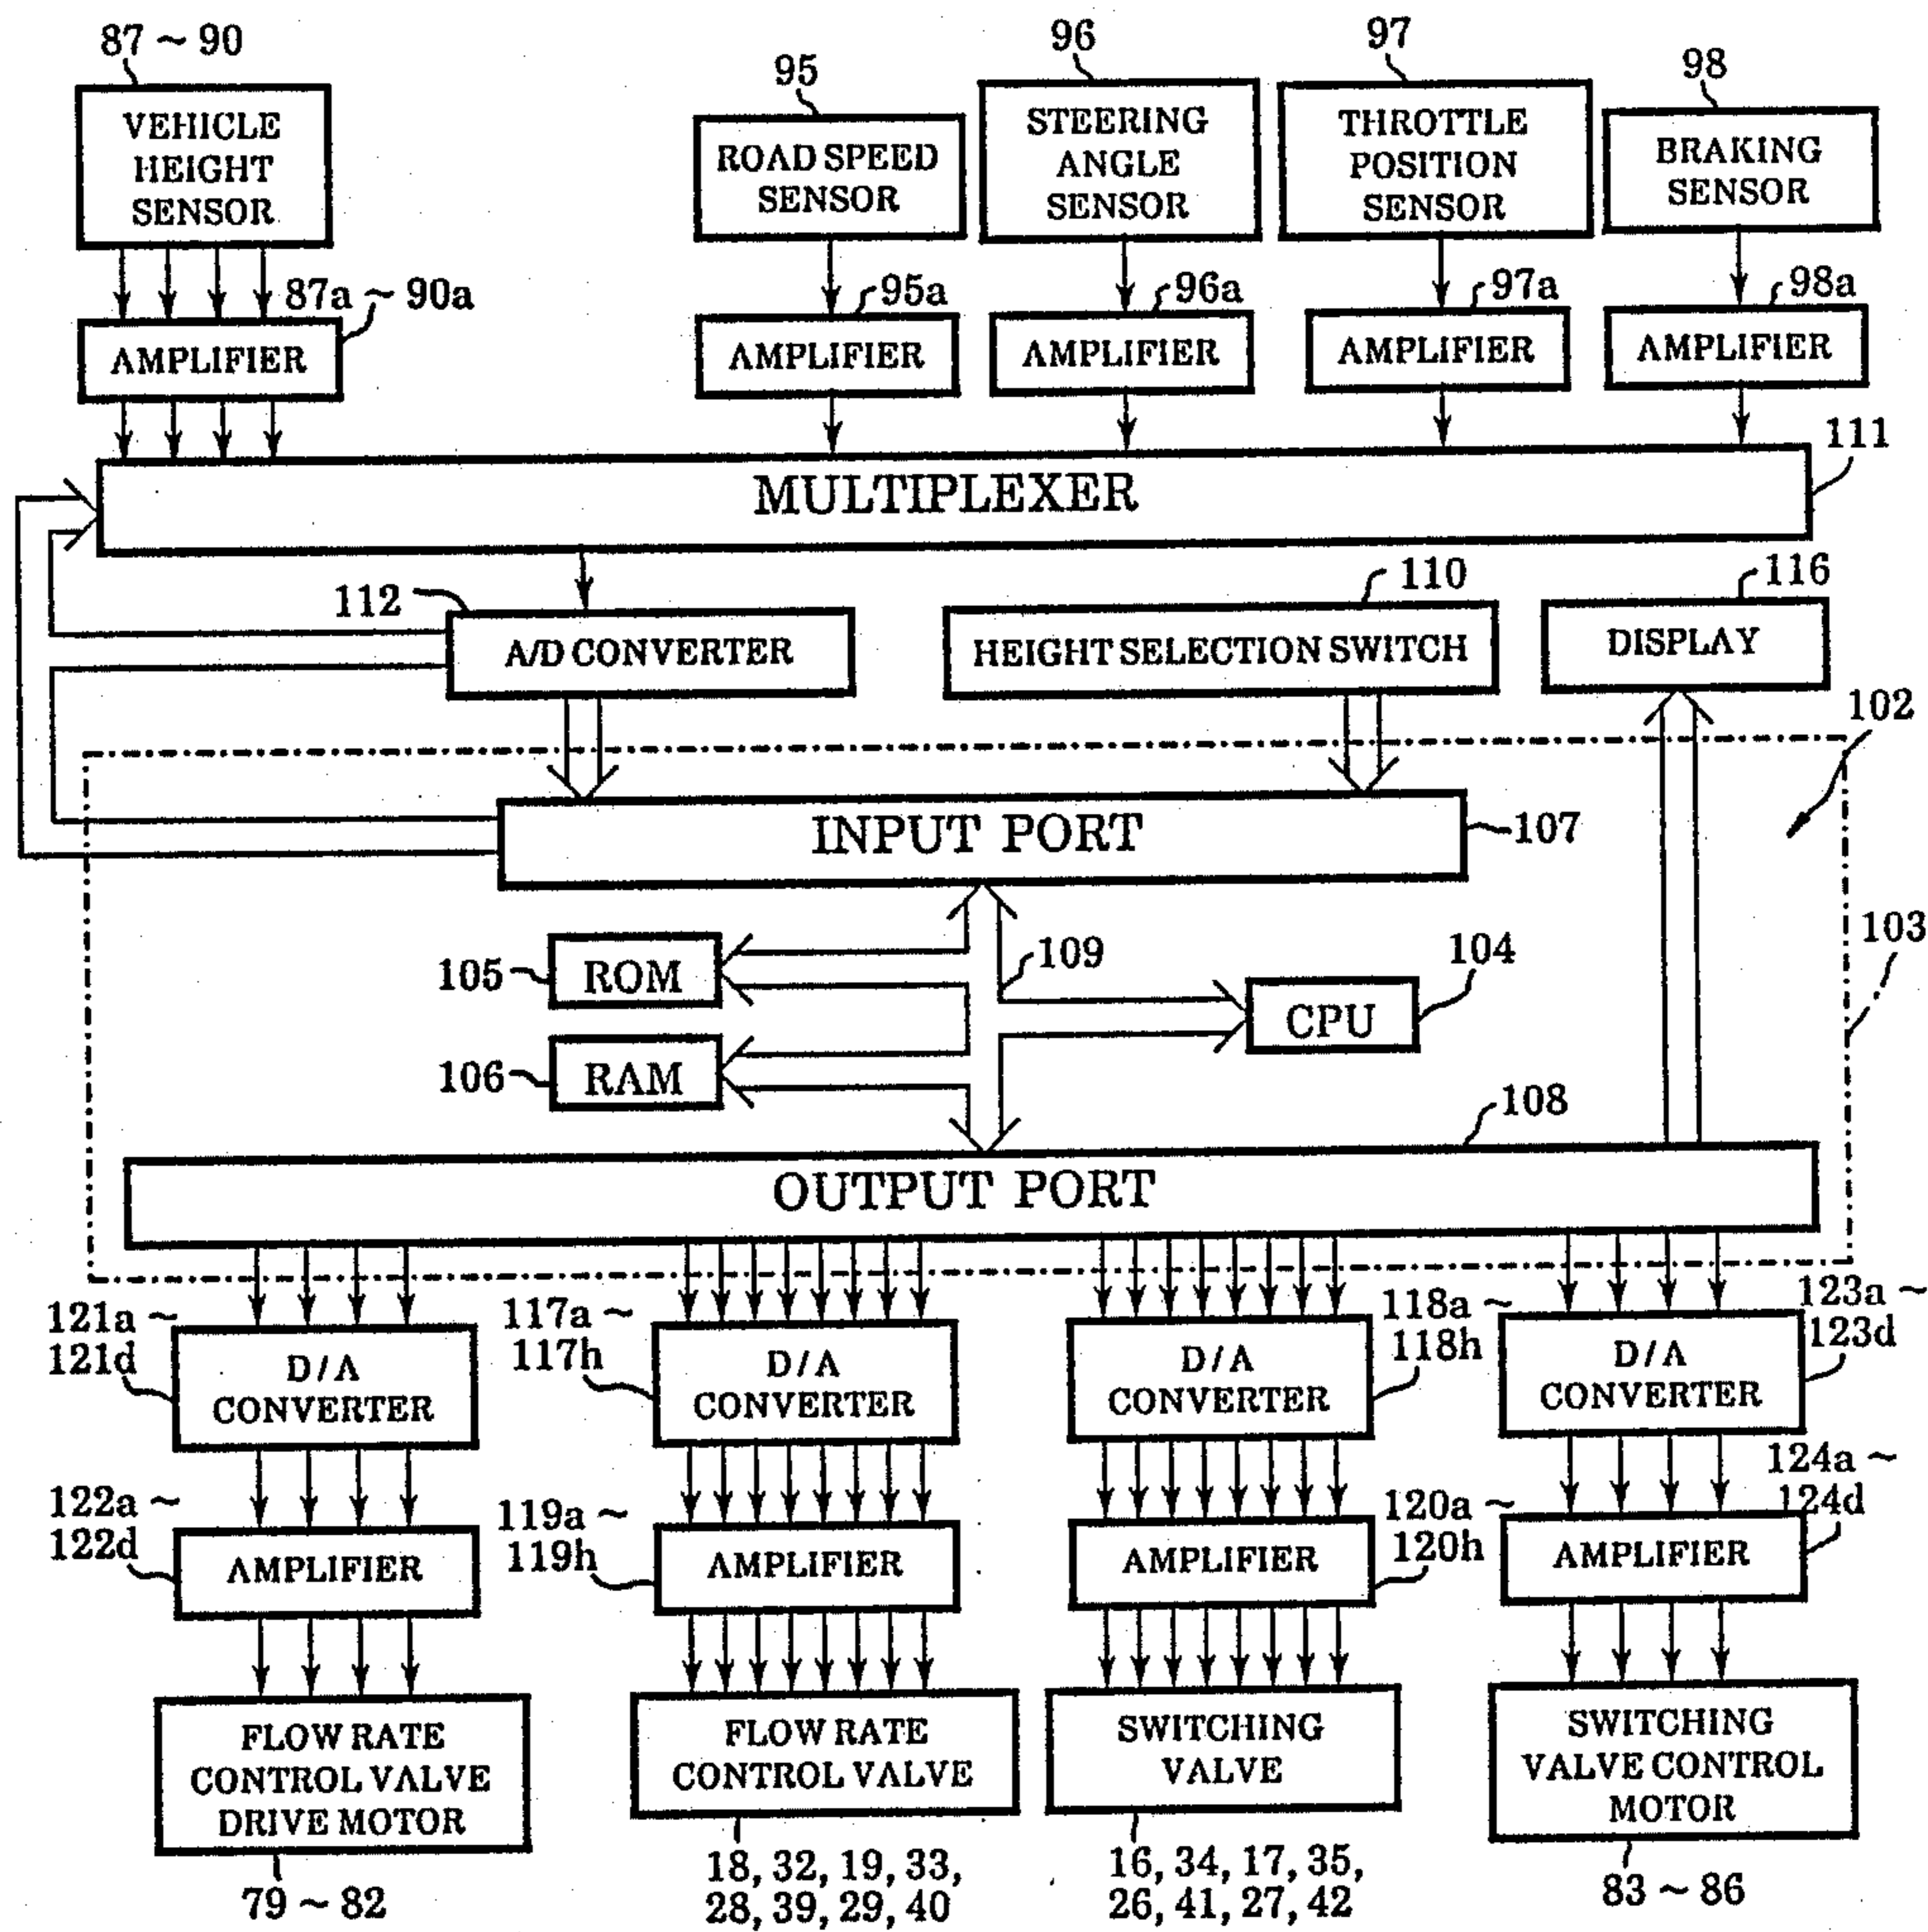 87 ~ 90
95
96
97
98
VEHICLE
HEIGHT
SENSOR
ROAD SPEED
SENSOR
STEERING
ANGLE
SENSOR
THROTTLE
POSITION
SENSOR
BRAKING
SENSOR
87a ~ 90a
95a
96a
97a
98a
AMPLIFIER
AMPLIFIER
AMPLIFIER
AMPLIFIER
AMPLIFIER
111
MULTIPLEXER
112
110
116
A/D CONVERTER
HEIGHT SELECTION SWITCH
DISPLAY
102
INPUT PORT
107
103
105
ROM
109
104
CPU
106
RAM
108
OUTPUT PORT
121a ~
121d
D/A
CONVERTER
117a ~
117h
D/A
CONVERTER
118a ~
118h
D/A
CONVERTER
123a ~
123d
D/A
CONVERTER
122a ~
122d
AMPLIFIER
119a ~
119h
AMPLIFIER
120a ~
120h
AMPLIFIER
124a ~
124d
AMPLIFIER
FLOW RATE
CONTROL VALVE
DRIVE MOTOR
FLOW RATE
CONTROL VALVE
SWITCHING
VALVE
SWITCHING
VALVE CONTROL
MOTOR
79 ~ 82
18, 32, 19, 33,
28, 39, 29, 40
16, 34, 17, 35,
26, 41, 27, 42
83 ~ 86